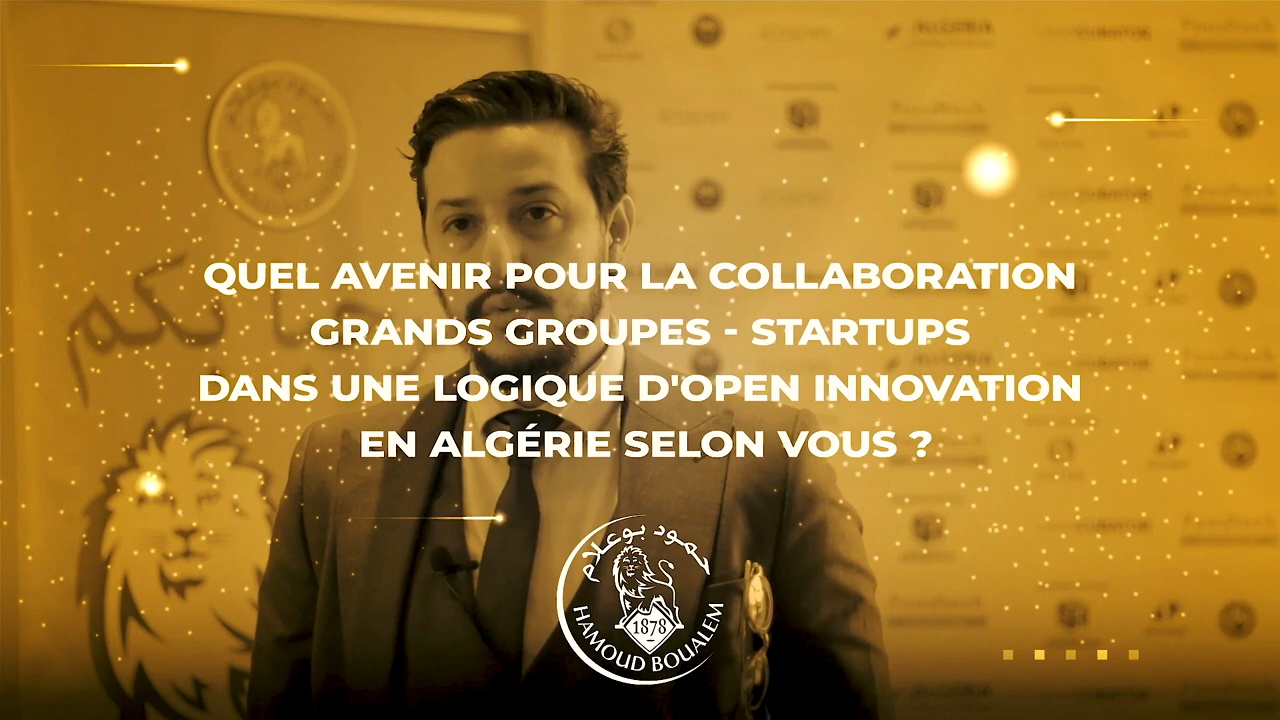 QUEL AVENIR POUR LA COLLABORATION
GRANDS GROUPES - STARTUPS
DANS UNE LOGIQUE D'OPEN INNOVATION
EN ALGÉRIE SELON VOUS ?
حمود بوعلام
1878
HAMOUD BOUALEM